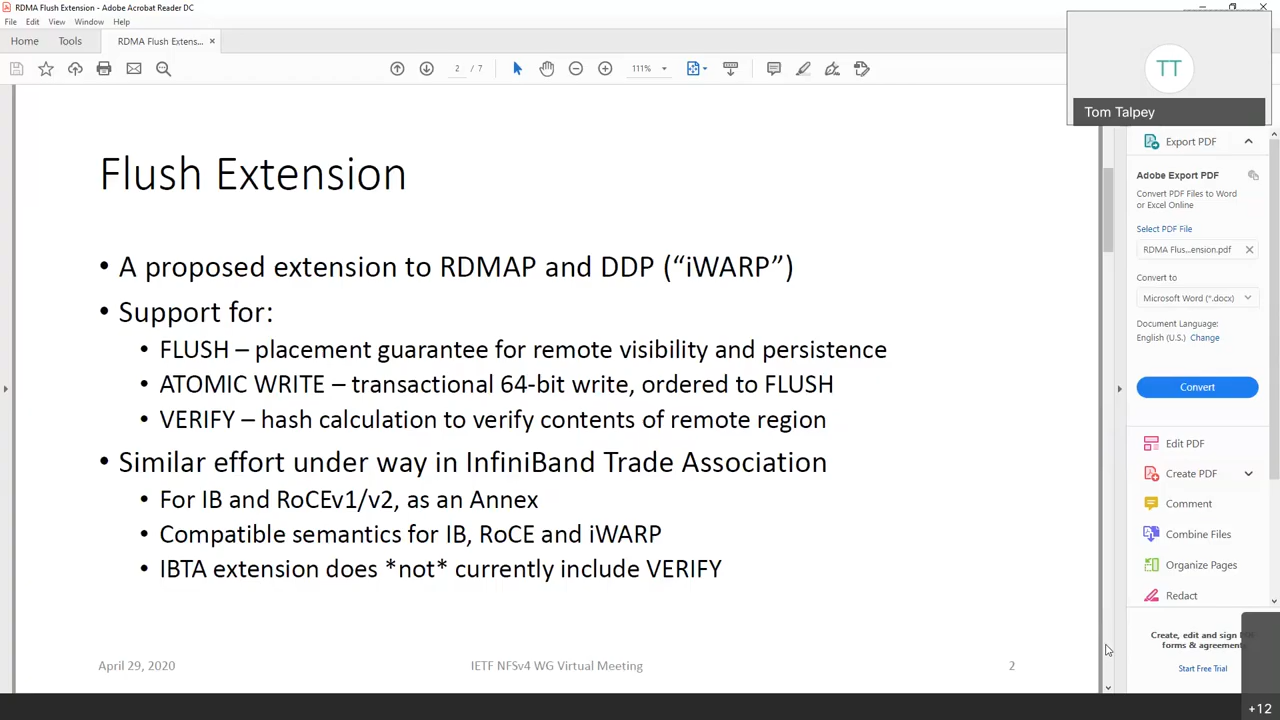 RDMA Flush Extension - Adobe Acrobat Reader DC
File Edit View Window Help
Home Tools RDMA Flush Extens... ×
2 / 7 111%
TT
Tom Talpey
Flush Extension
• A proposed extension to RDMAP and DDP (“iWARP”)
• Support for:
• FLUSH – placement guarantee for remote visibility and persistence
• ATOMIC WRITE – transactional 64-bit write, ordered to FLUSH
• VERIFY – hash calculation to verify contents of remote region
• Similar effort under way in InfiniBand Trade Association
• For IB and RoCEv1/v2, as an Annex
• Compatible semantics for IB, RoCE and iWARP
• IBTA extension does *not* currently include VERIFY
April 29, 2020 IETF NFSv4 WG Virtual Meeting 2
Export PDF
Adobe Export PDF
Convert PDF Files to Word
or Excel Online
Select PDF File
RDMA Flus...ension.pdf
Convert to
Microsoft Word (*.docx)
Document Language:
English (U.S.) Change
Convert
Edit PDF
Create PDF
Comment
Combine Files
Organize Pages
Redact
Create, edit and sign
forms & agreement
Start Free Trial
+12